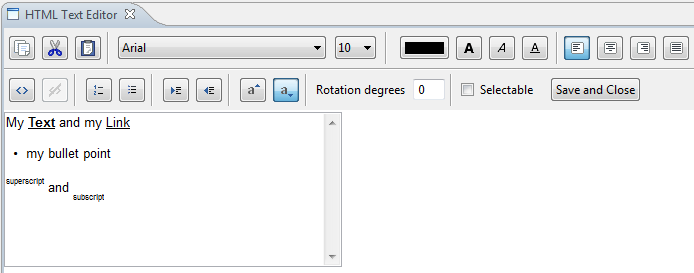 HTML Text Editor
Arial 10 A A A
a a Rotation degrees 0 Selectable Save and Close
My Text and my Link
• my bullet point
superscript and subscript